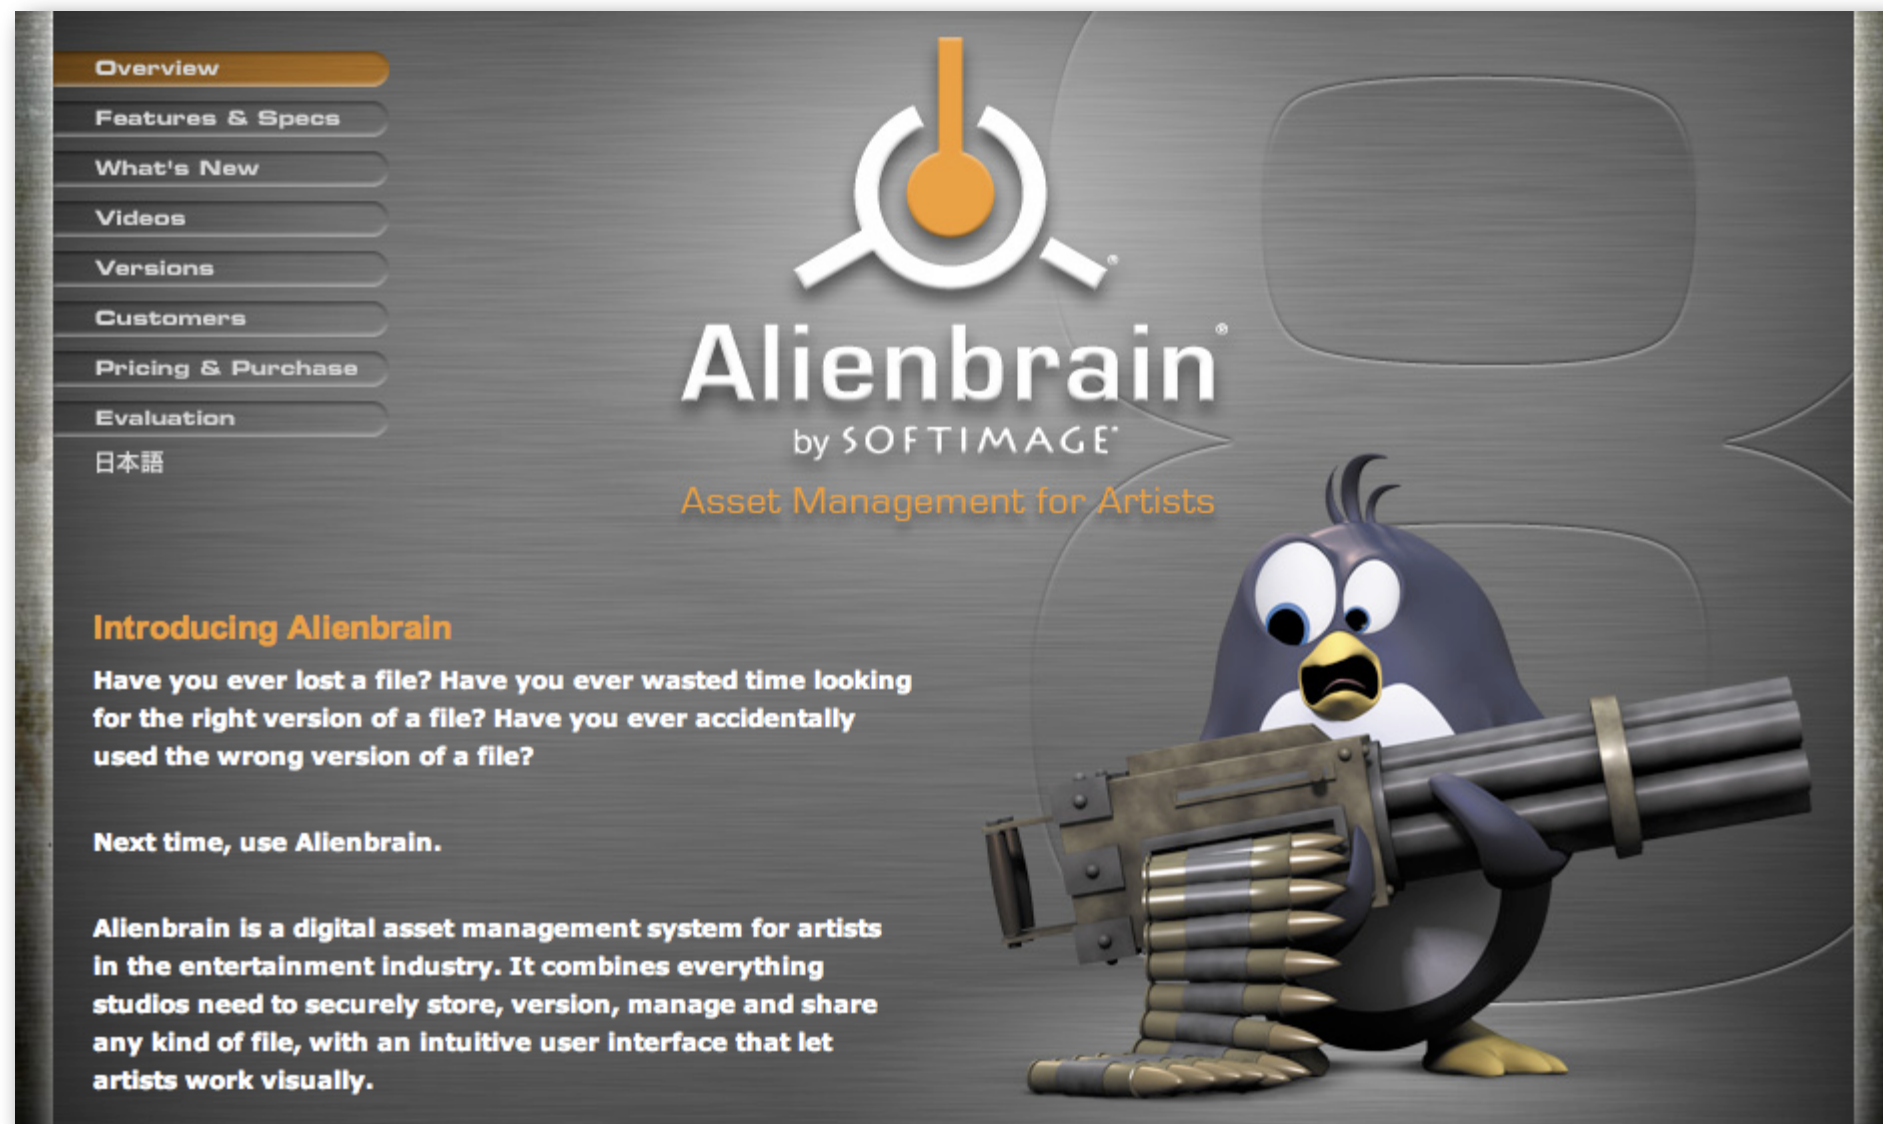 Overview
Features & Specs
What's New
Videos
Versions
Customers
Pricing & Purchase
Evaluation
日本語
Alienbrain®
by SOFTIMAGE®
Asset Management for Artists
Introducing Alienbrain
Have you ever lost a file? Have you ever wasted time looking
for the right version of a file? Have you ever accidentally
used the wrong version of a file?
Next time, use Alienbrain.
Alienbrain is a digital asset management system for artists
in the entertainment industry. It combines everything
studios need to securely store, version, manage and share
any kind of file, with an intuitive user interface that let
artists work visually.